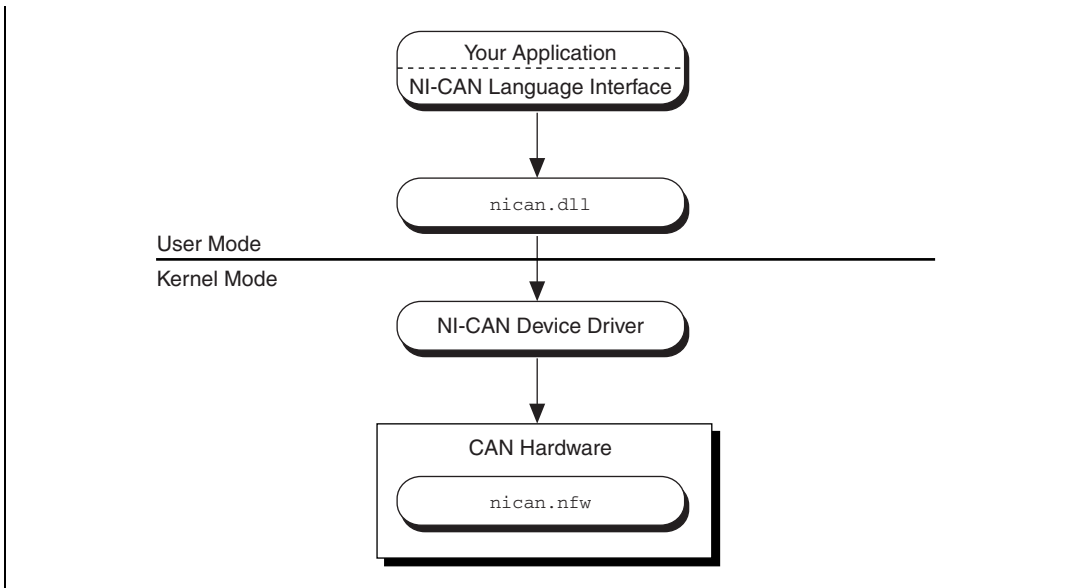 Your Application
NI-CAN Language Interface
nican.dll
User Mode
Kernel Mode
NI-CAN Device Driver
CAN Hardware
nican.nfw